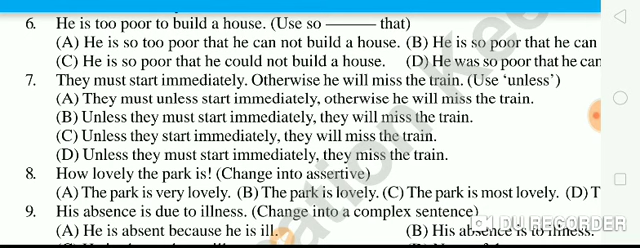 6. He is too poor to build a house. (Use so ——— that)
(A) He is so too poor that he can not build a house. (B) He is so poor that he can
(C) He is so poor that he could not build a house. (D) He was so poor that he can
7. They must start immediately. Otherwise he will miss the train. (Use ‘unless’)
(A) They must unless start immediately, otherwise he will miss the train.
(B) Unless they must start immediately, they will miss the train.
(C) Unless they start immediately, they will miss the train.
(D) Unless they must start immediately, they miss the train.
8. How lovely the park is! (Change into assertive)
(A) The park is very lovely. (B) The park is lovely. (C) The park is most lovely. (D) T
9. His absence is due to illness. (Change into a complex sentence)
DU RECORDER
(A) He is absent because he is ill. (B) His absence is to illness.